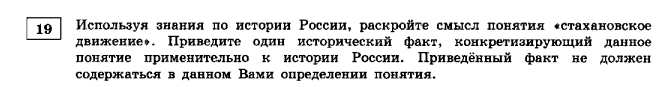 19 Используя знания по истории России, раскройте смысл понятия «стахановское
движение». Приведите один исторический факт, конкретизирующий данное
понятие применительно к истории России. Приведённый факт не должен
содержаться в данном Вами определении понятия.